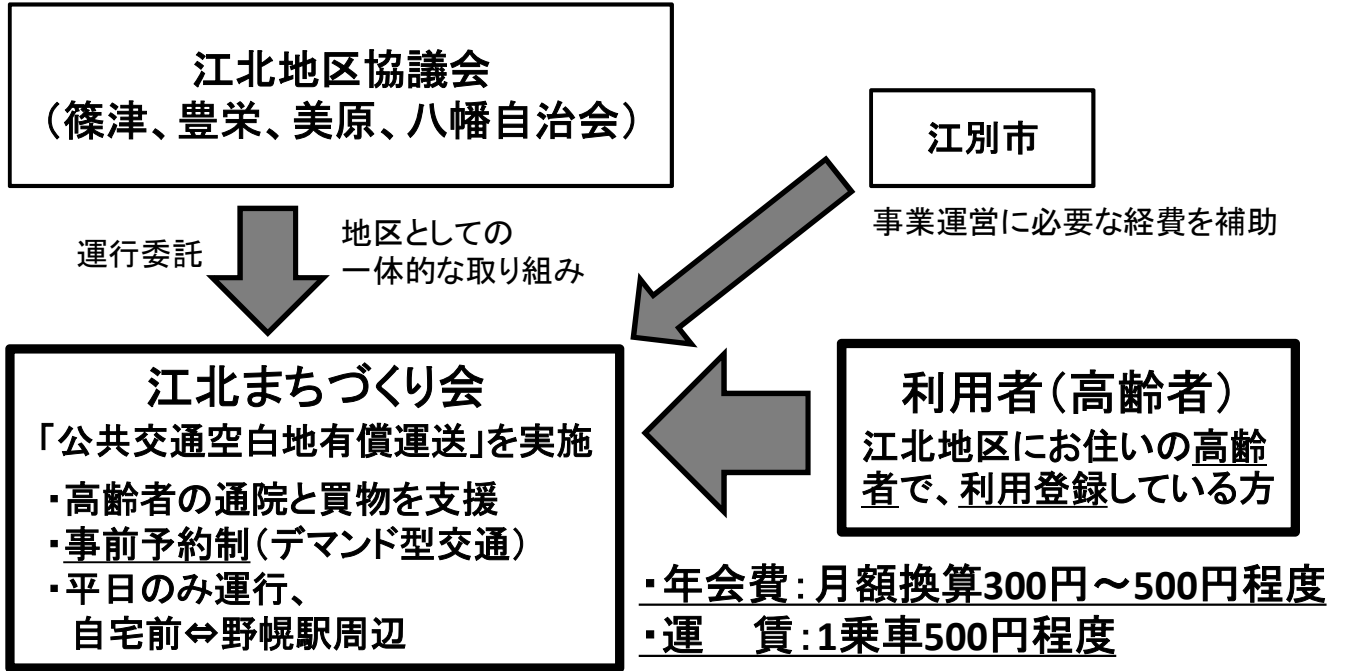 江北地区協議会
（篠津、豊栄、美原、八幡自治会）
江別市
事業運営に必要な経費を補助
運行委託
地区としての
一体的な取り組み
江北まちづくり会
「公共交通空白地有償運送」を実施
・高齢者の通院と買物を支援
・事前予約制（デマンド型交通）
・平日のみ運行、
自宅前⇔野幌駅周辺
利用者（高齢者）
江北地区にお住いの高齢
者で、利用登録している方
・年会費：月額換算300円～500円程度
・運　賃：1乗車500円程度